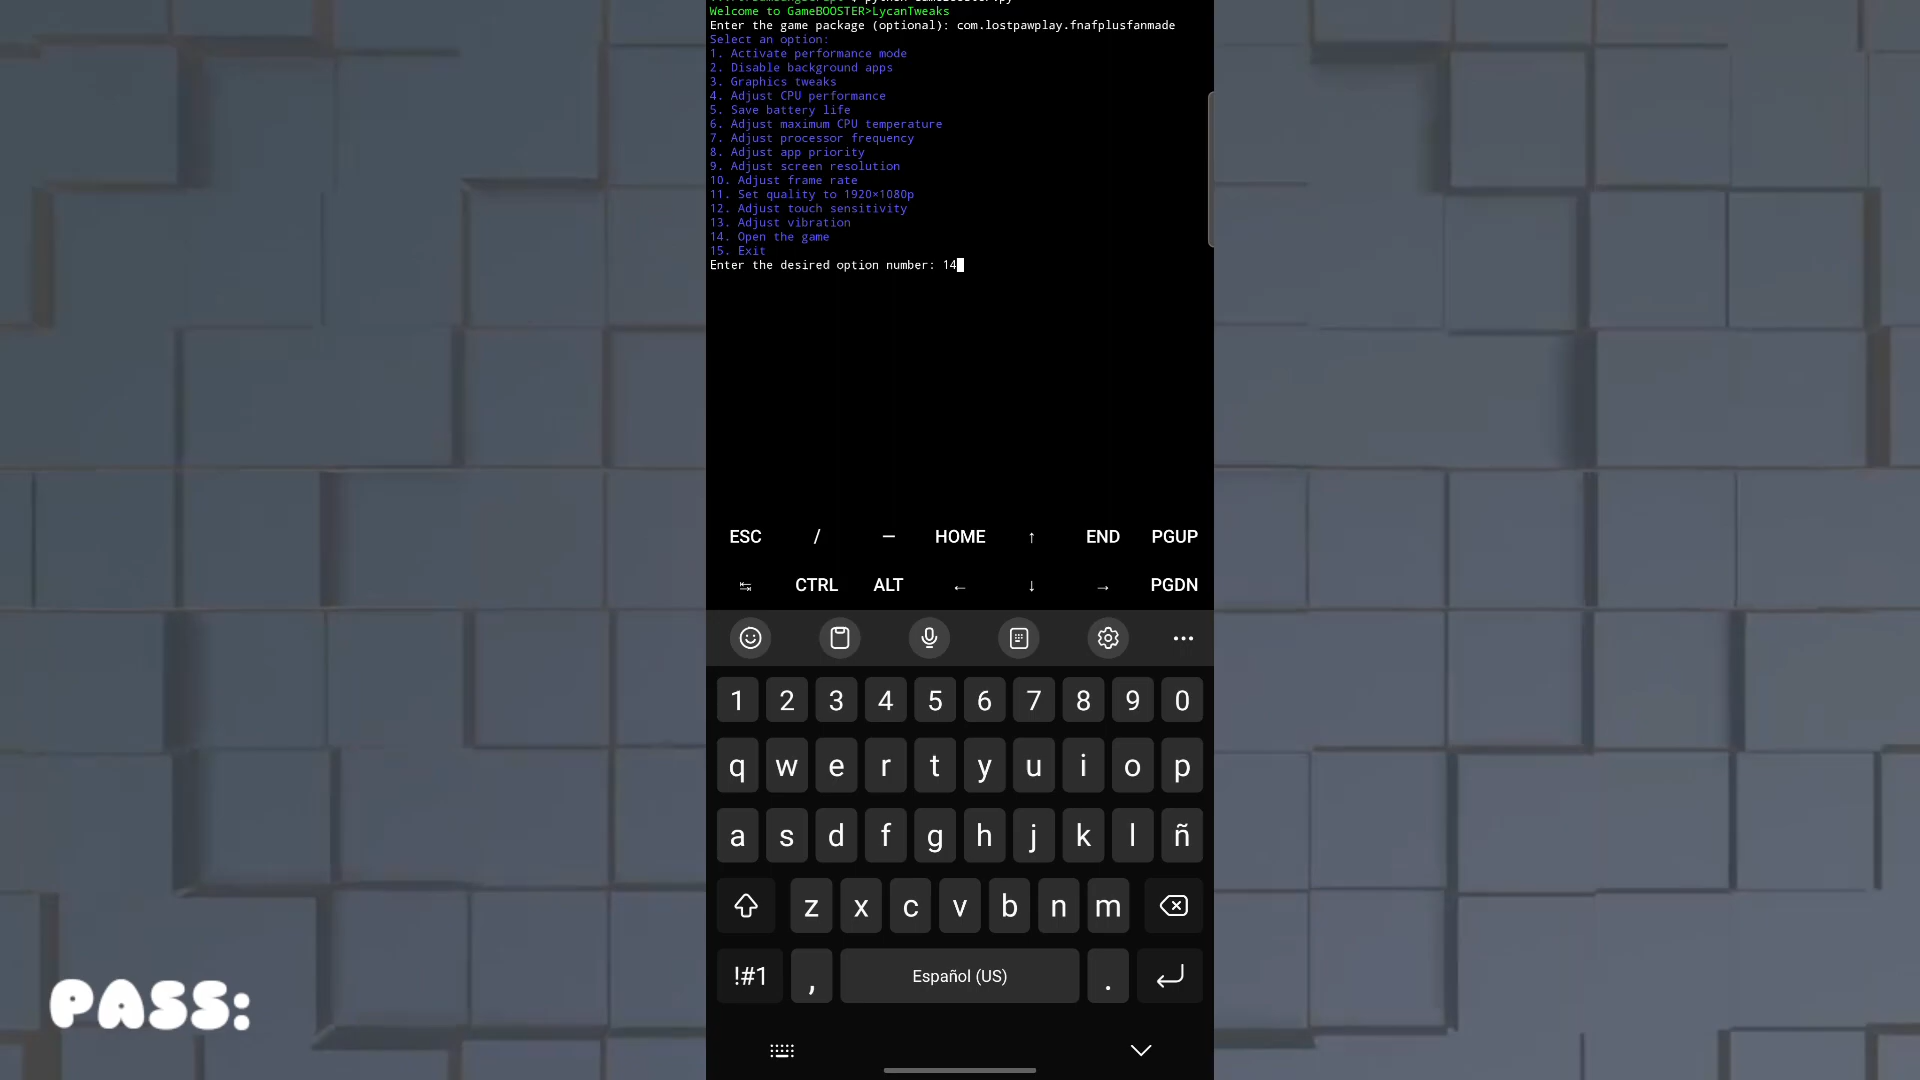 Welcome to GameBOOSTER>LycanTweaks
Enter the game package (optional): com.lostpawplay.fnafplusfanmade
Select an option:
1. Activate performance mode
2. Disable background apps
3. Graphics tweaks
4. Adjust CPU performance
5. Save battery life
6. Adjust maximum CPU temperature
7. Adjust processor frequency
8. Adjust app priority
9. Adjust screen resolution
10. Adjust frame rate
11. Set quality to 1920×1080p
12. Adjust touch sensitivity
13. Adjust vibration
14. Open the game
15. Exit
Enter the desired option number: 14
ESC / — HOME ↑ END PGUP
↹ CTRL ALT ← ↓ → PGDN
1 2 3 4 5 6 7 8 9 0
q w e r t y u i o p
a s d f g h j k l ñ
z x c v b n m
!#1 , Español (US) .
PASS: